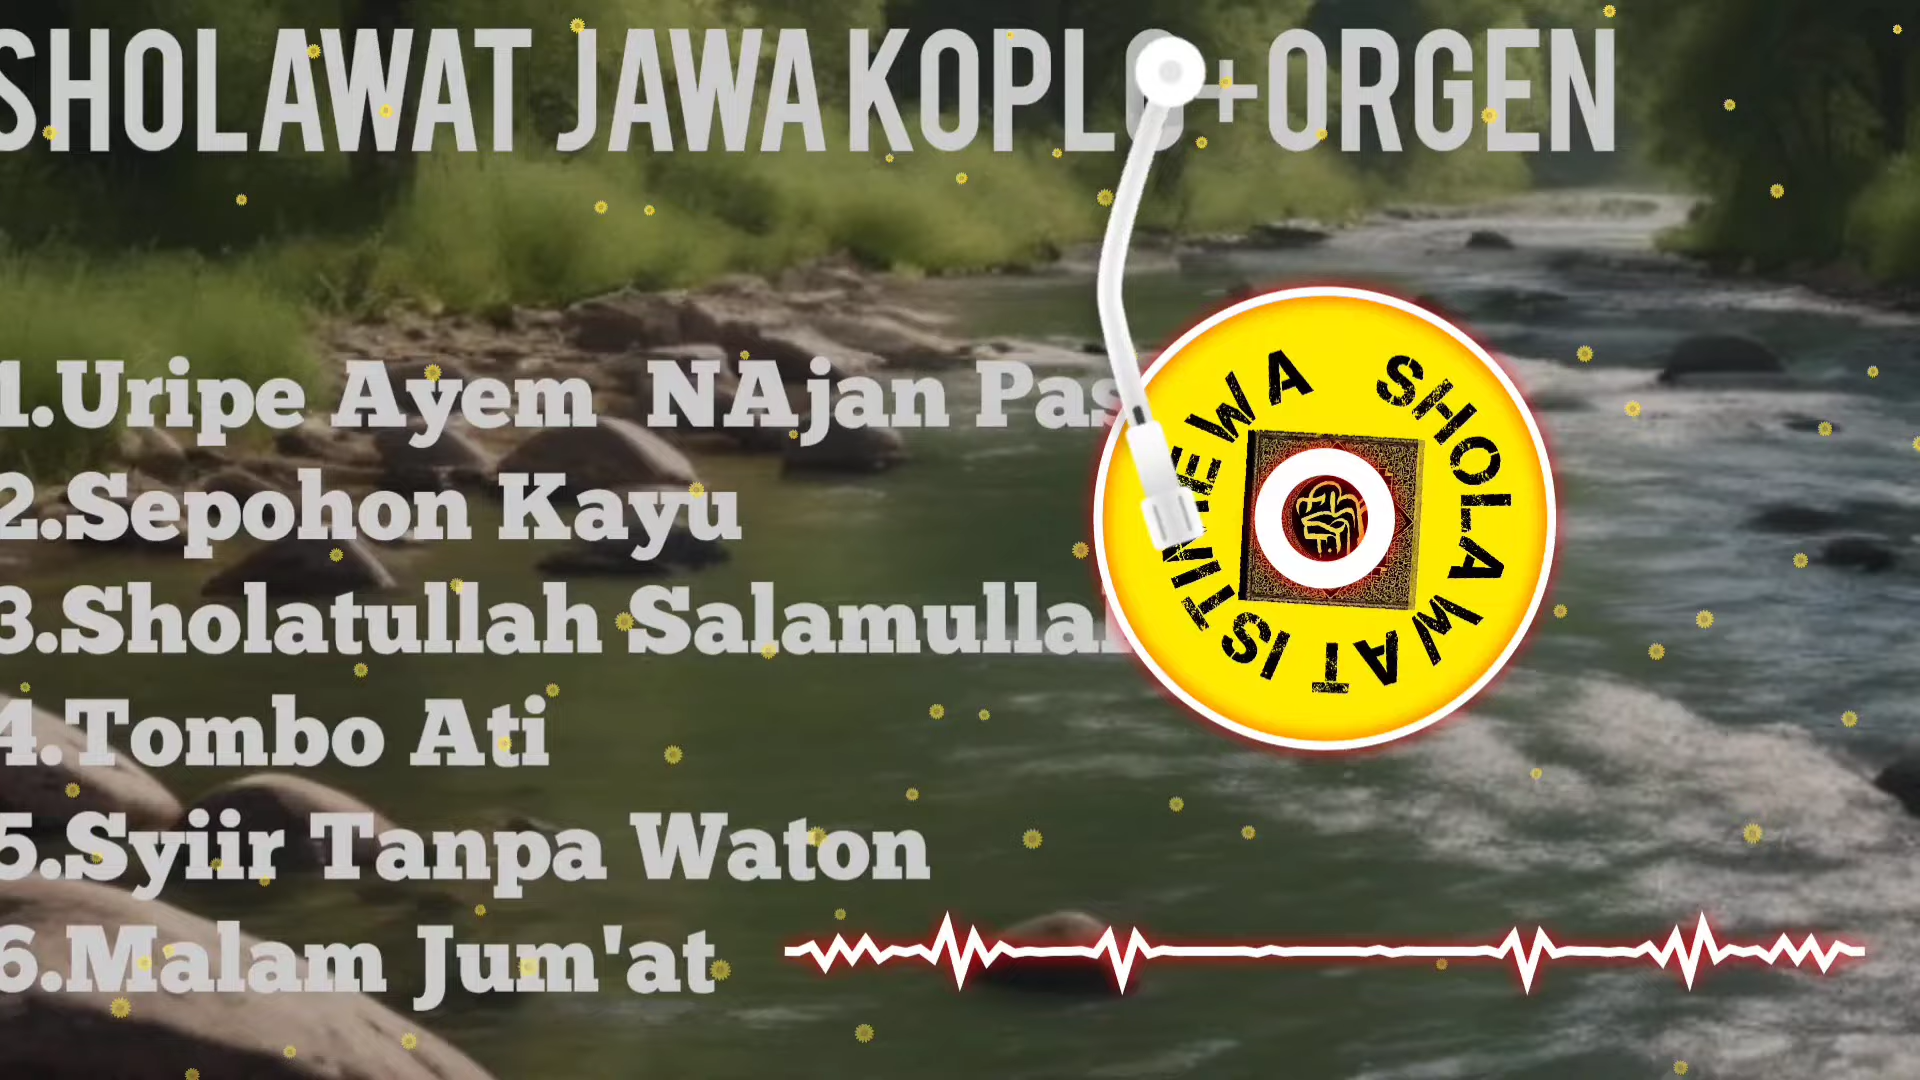 SHOLAWAT JAWA KOPLO+ORGEN
1.Uripe Ayem NAjan Pas
2.Sepohon Kayu
3.Sholatullah Salamulla
4.Tombo Ati
5.Syiir Tanpa Waton
6.Malam Jum'at
SHOLAWAT ISTIMEWA